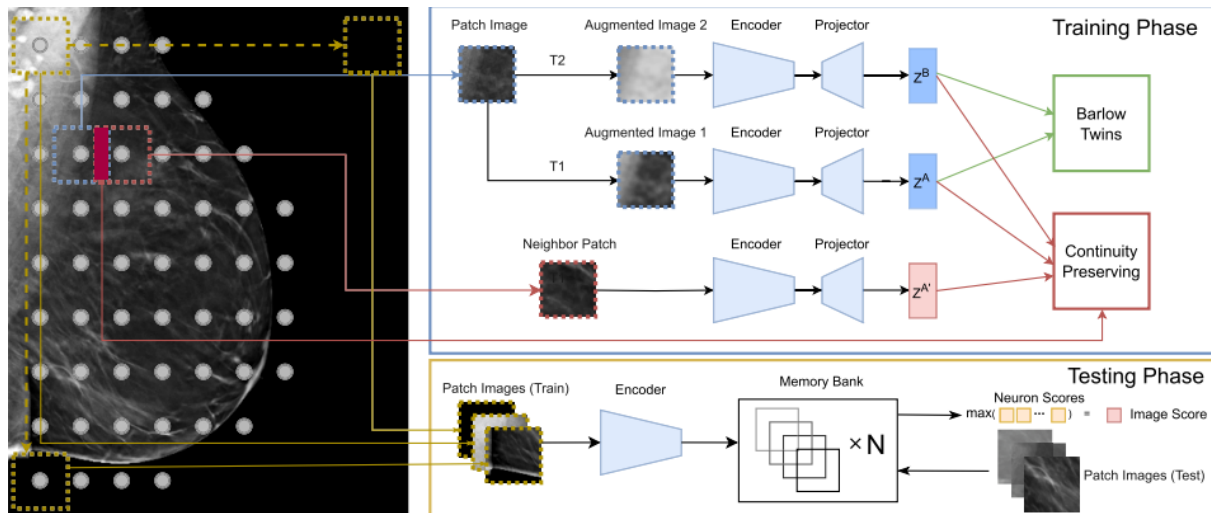 Training Phase
Patch Image
Augmented Image 2
Encoder
Projector
T2
Z^B
Barlow
Twins
Augmented Image 1
Encoder
Projector
T1
Z^A
Neighbor Patch
Encoder
Projector
Z^A'
Continuity
Preserving
Testing Phase
Patch Images (Train)
Encoder
Memory Bank
×N
Neuron Scores
max( ... ) = Image Score
Patch Images (Test)